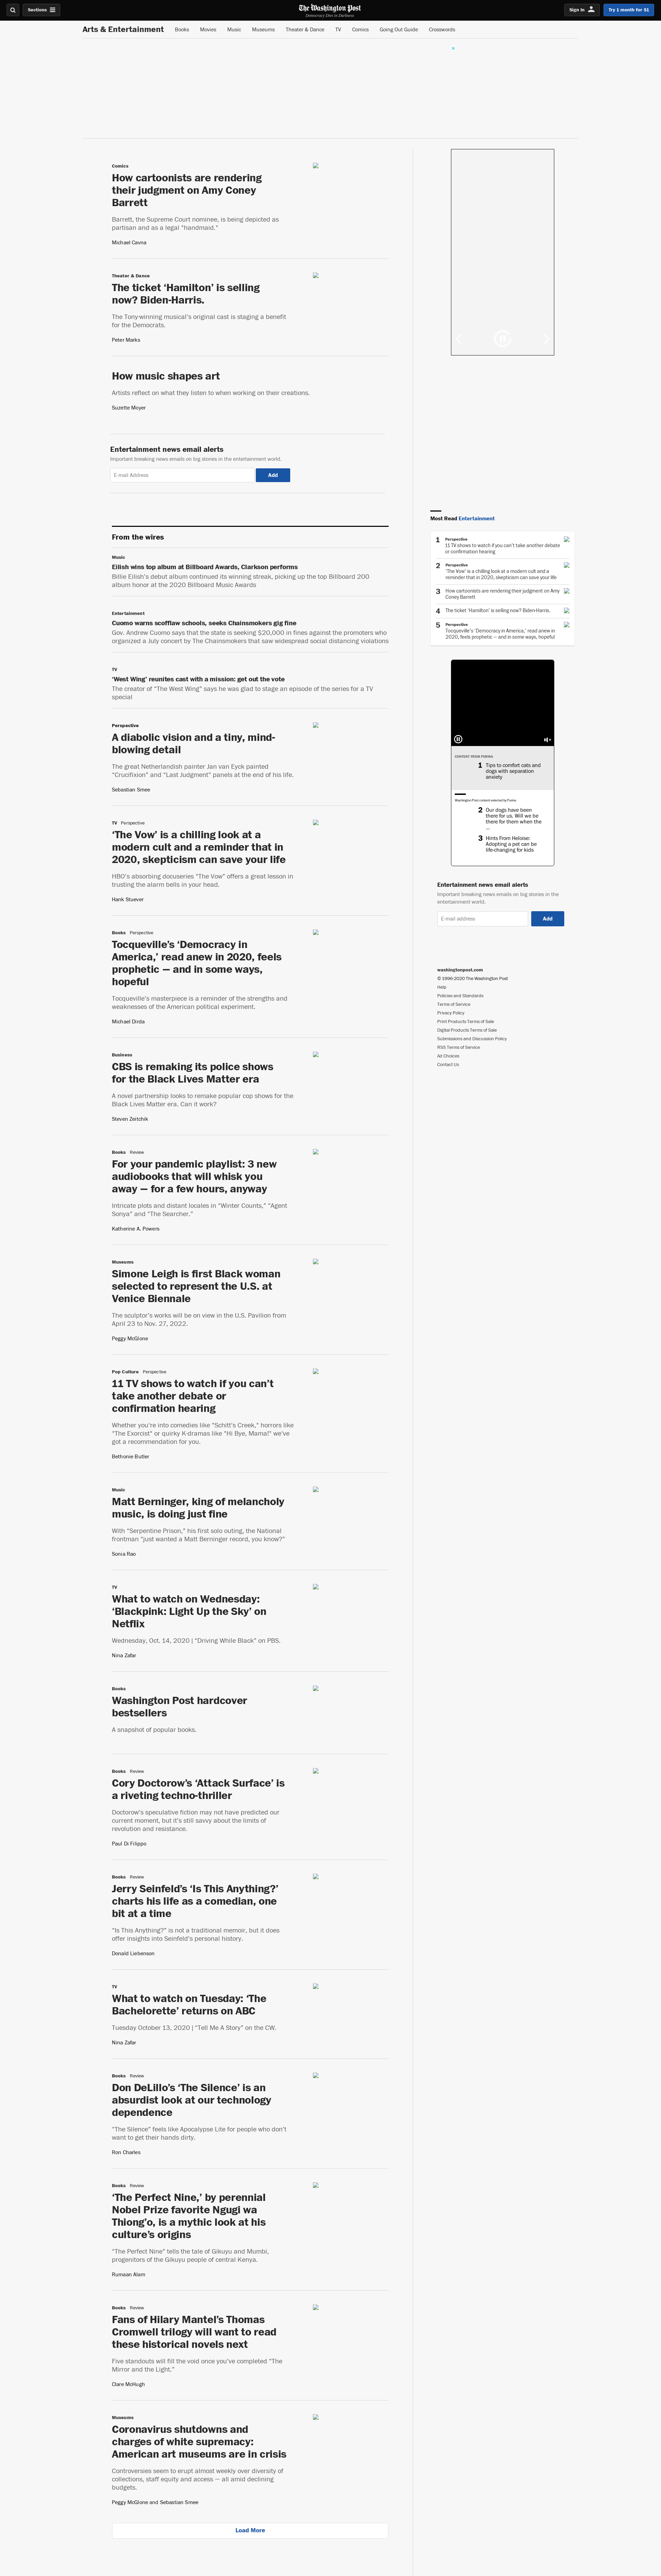 Sections
The Washington Post
Democracy Dies in Darkness
Sign In
Try 1 month for $1
Arts & Entertainment
Books
Movies
Music
Museums
Theater & Dance
TV
Comics
Going Out Guide
Crosswords
Comics
How cartoonists are rendering
their judgment on Amy Coney
Barrett
Barrett, the Supreme Court nominee, is being depicted as
partisan and as a legal "handmaid."
Michael Cavna
Theater & Dance
The ticket ‘Hamilton’ is selling
now? Biden-Harris.
The Tony-winning musical's original cast is staging a benefit
for the Democrats.
Peter Marks
How music shapes art
Artists reflect on what they listen to when working on their creations.
Suzette Moyer
Entertainment news email alerts
Important breaking news emails on big stories in the entertainment world.
E-mail Address
Add
From the wires
Music
Eilish wins top album at Billboard Awards, Clarkson performs
Billie Eilish's debut album continued its winning streak, picking up the top Billboard 200
album honor at the 2020 Billboard Music Awards
Entertainment
Cuomo warns scofflaw schools, seeks Chainsmokers gig fine
Gov. Andrew Cuomo says that the state is seeking $20,000 in fines against the promoters who
organized a July concert by The Chainsmokers that saw widespread social distancing violations
TV
‘West Wing’ reunites cast with a mission: get out the vote
The creator of "The West Wing" says he was glad to stage an episode of the series for a TV
special
Perspective
A diabolic vision and a tiny, mind-
blowing detail
The great Netherlandish painter Jan van Eyck painted
"Crucifixion" and "Last Judgment" panels at the end of his life.
Sebastian Smee
TV Perspective
‘The Vow’ is a chilling look at a
modern cult and a reminder that in
2020, skepticism can save your life
HBO's absorbing docuseries "The Vow" offers a great lesson in
trusting the alarm bells in your head.
Hank Stuever
Books Perspective
Tocqueville’s ‘Democracy in
America,’ read anew in 2020, feels
prophetic — and in some ways,
hopeful
Tocqueville's masterpiece is a reminder of the strengths and
weaknesses of the American political experiment.
Michael Dirda
Business
CBS is remaking its police shows
for the Black Lives Matter era
A novel partnership looks to remake popular cop shows for the
Black Lives Matter era. Can it work?
Steven Zeitchik
Books Review
For your pandemic playlist: 3 new
audiobooks that will whisk you
away — for a few hours, anyway
Intricate plots and distant locales in “Winter Counts,” “Agent
Sonya” and “The Searcher.”
Katherine A. Powers
Museums
Simone Leigh is first Black woman
selected to represent the U.S. at
Venice Biennale
The sculptor's works will be on view in the U.S. Pavilion from
April 23 to Nov. 27, 2022.
Peggy McGlone
Pop Culture Perspective
11 TV shows to watch if you can’t
take another debate or
confirmation hearing
Whether you're into comedies like "Schitt's Creek," horrors like
"The Exorcist" or quirky K-dramas like "Hi Bye, Mama!" we've
got a recommendation for you.
Bethonie Butler
Music
Matt Berninger, king of melancholy
music, is doing just fine
With "Serpentine Prison," his first solo outing, the National
frontman "just wanted a Matt Berninger record, you know?"
Sonia Rao
TV
What to watch on Wednesday:
‘Blackpink: Light Up the Sky’ on
Netflix
Wednesday, Oct. 14, 2020 | “Driving While Black” on PBS.
Nina Zafar
Books
Washington Post hardcover
bestsellers
A snapshot of popular books.
Books Review
Cory Doctorow’s ‘Attack Surface’ is
a riveting techno-thriller
Doctorow's speculative fiction may not have predicted our
current moment, but it's still savvy about the limits of
revolution and resistance.
Paul Di Filippo
Books Review
Jerry Seinfeld’s ‘Is This Anything?’
charts his life as a comedian, one
bit at a time
“Is This Anything?” is not a traditional memoir, but it does
offer insights into Seinfeld’s personal history.
Donald Liebenson
TV
What to watch on Tuesday: ‘The
Bachelorette’ returns on ABC
Tuesday October 13, 2020 | “Tell Me A Story” on the CW.
Nina Zafar
Books Review
Don DeLillo’s ‘The Silence’ is an
absurdist look at our technology
dependence
“The Silence” feels like Apocalypse Lite for people who don’t
want to get their hands dirty.
Ron Charles
Books Review
‘The Perfect Nine,’ by perennial
Nobel Prize favorite Ngugi wa
Thiong’o, is a mythic look at his
culture’s origins
"The Perfect Nine" tells the tale of Gikuyu and Mumbi,
progenitors of the Gikuyu people of central Kenya.
Rumaan Alam
Books Review
Fans of Hilary Mantel’s Thomas
Cromwell trilogy will want to read
these historical novels next
Five standouts will fill the void once you've completed "The
Mirror and the Light."
Clare McHugh
Museums
Coronavirus shutdowns and
charges of white supremacy:
American art museums are in crisis
Controversies seem to erupt almost weekly over diversity of
collections, staff equity and access — all amid declining
budgets.
Peggy McGlone and Sebastian Smee
Load More
Most Read Entertainment
1 Perspective
11 TV shows to watch if you can’t take another debate
or confirmation hearing
2 Perspective
‘The Vow’ is a chilling look at a modern cult and a
reminder that in 2020, skepticism can save your life
3 How cartoonists are rendering their judgment on Amy
Coney Barrett
4 The ticket ‘Hamilton’ is selling now? Biden-Harris.
5 Perspective
Tocqueville’s ‘Democracy in America,’ read anew in
2020, feels prophetic — and in some ways, hopeful
CONTENT FROM PURINA
1 Tips to comfort cats and
dogs with separation
anxiety
Washington Post content selected by Purina
2 Our dogs have been
there for us. Will we be
there for them when the
...
3 Hints From Heloise:
Adopting a pet can be
life-changing for kids
Entertainment news email alerts
Important breaking news emails on big stories in the
entertainment world.
E-mail address
Add
washingtonpost.com
© 1996-2020 The Washington Post
Help
Policies and Standards
Terms of Service
Privacy Policy
Print Products Terms of Sale
Digital Products Terms of Sale
Submissions and Discussion Policy
RSS Terms of Service
Ad Choices
Contact Us